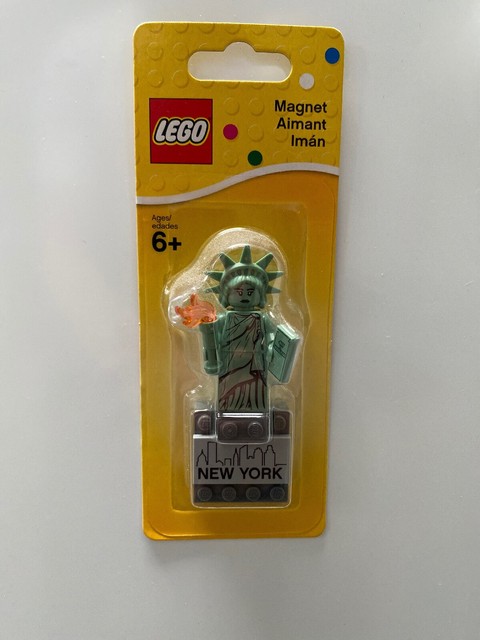 LEGO
Magnet
Aimant
Imán
Ages/
edades
6+
NEW YORK